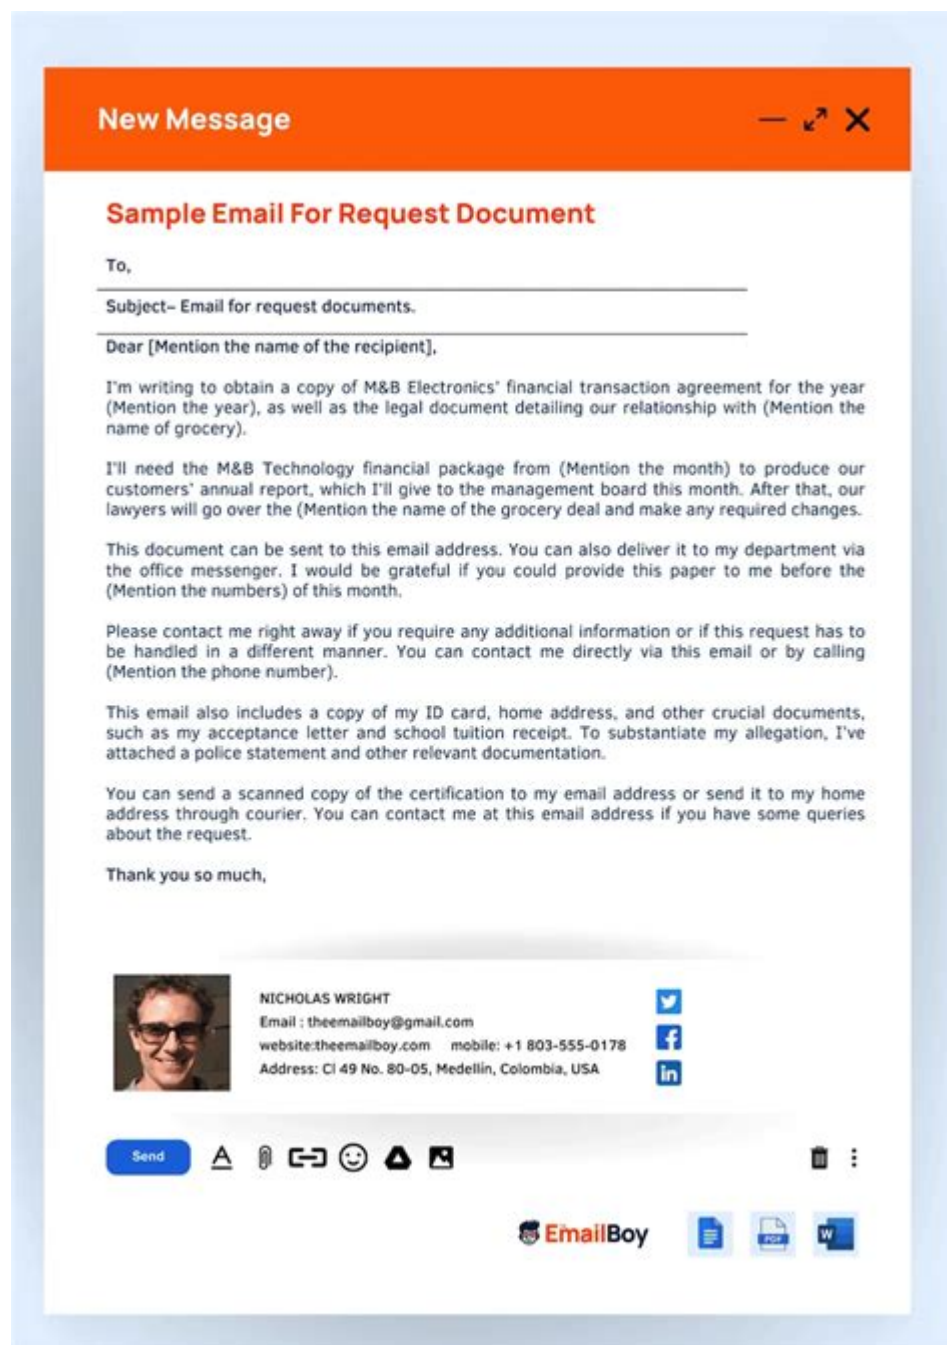 New Message
Sample Email For Request Document
To,
Subject– Email for request documents.
Dear [Mention the name of the recipient],
I'm writing to obtain a copy of M&B Electronics' financial transaction agreement for the year
(Mention the year), as well as the legal document detailing our relationship with (Mention the
name of grocery).
I'll need the M&B Technology financial package from (Mention the month) to produce our
customers' annual report, which I'll give to the management board this month. After that, our
lawyers will go over the (Mention the name of the grocery deal and make any required changes.
This document can be sent to this email address. You can also deliver it to my department via
the office messenger. I would be grateful if you could provide this paper to me before the
(Mention the numbers) of this month.
Please contact me right away if you require any additional information or if this request has to
be handled in a different manner. You can contact me directly via this email or by calling
(Mention the phone number).
This email also includes a copy of my ID card, home address, and other crucial documents,
such as my acceptance letter and school tuition receipt. To substantiate my allegation, I've
attached a police statement and other relevant documentation.
You can send a scanned copy of the certification to my email address or send it to my home
address through courier. You can contact me at this email address if you have some queries
about the request.
Thank you so much,
NICHOLAS WRIGHT
Email : theemailboy@gmail.com
website:theemailboy.com mobile: +1 803-555-0178
Address: Cl 49 No. 80-05, Medellín, Colombia, USA
Send
EmailBoy
PDF
W